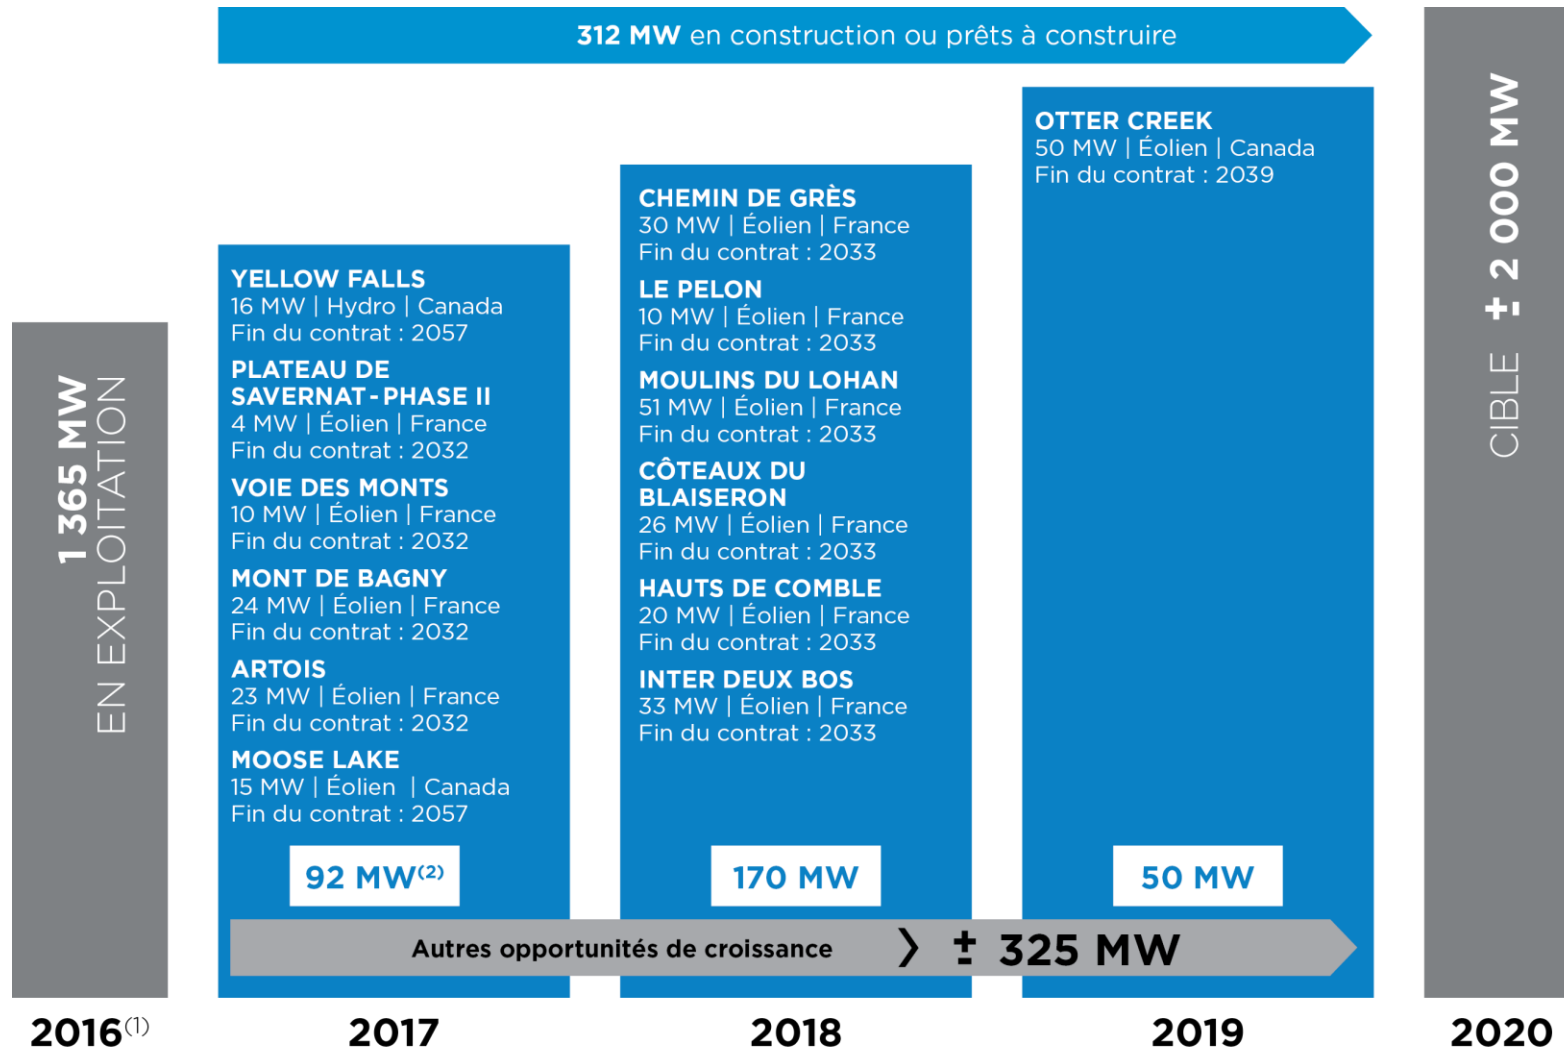 312 MW en construction ou prêts à construire
1 365 MW
EN EXPLOITATION
YELLOW FALLS
16 MW | Hydro | Canada
Fin du contrat : 2057
PLATEAU DE
SAVERNAT - PHASE II
4 MW | Éolien | France
Fin du contrat : 2032
VOIE DES MONTS
10 MW | Éolien | France
Fin du contrat : 2032
MONT DE BAGNY
24 MW | Éolien | France
Fin du contrat : 2032
ARTOIS
23 MW | Éolien | France
Fin du contrat : 2032
MOOSE LAKE
15 MW | Éolien | Canada
Fin du contrat : 2057
92 MW(2)
CHEMIN DE GRÈS
30 MW | Éolien | France
Fin du contrat : 2033
LE PELON
10 MW | Éolien | France
Fin du contrat : 2033
MOULINS DU LOHAN
51 MW | Éolien | France
Fin du contrat : 2033
CÔTEAUX DU
BLAISERON
26 MW | Éolien | France
Fin du contrat : 2033
HAUTS DE COMBLE
20 MW | Éolien | France
Fin du contrat : 2033
INTER DEUX BOS
33 MW | Éolien | France
Fin du contrat : 2033
170 MW
OTTER CREEK
50 MW | Éolien | Canada
Fin du contrat : 2039
50 MW
CIBLE ± 2 000 MW
Autres opportunités de croissance 〉 ± 325 MW
2016(1)
2017
2018
2019
2020